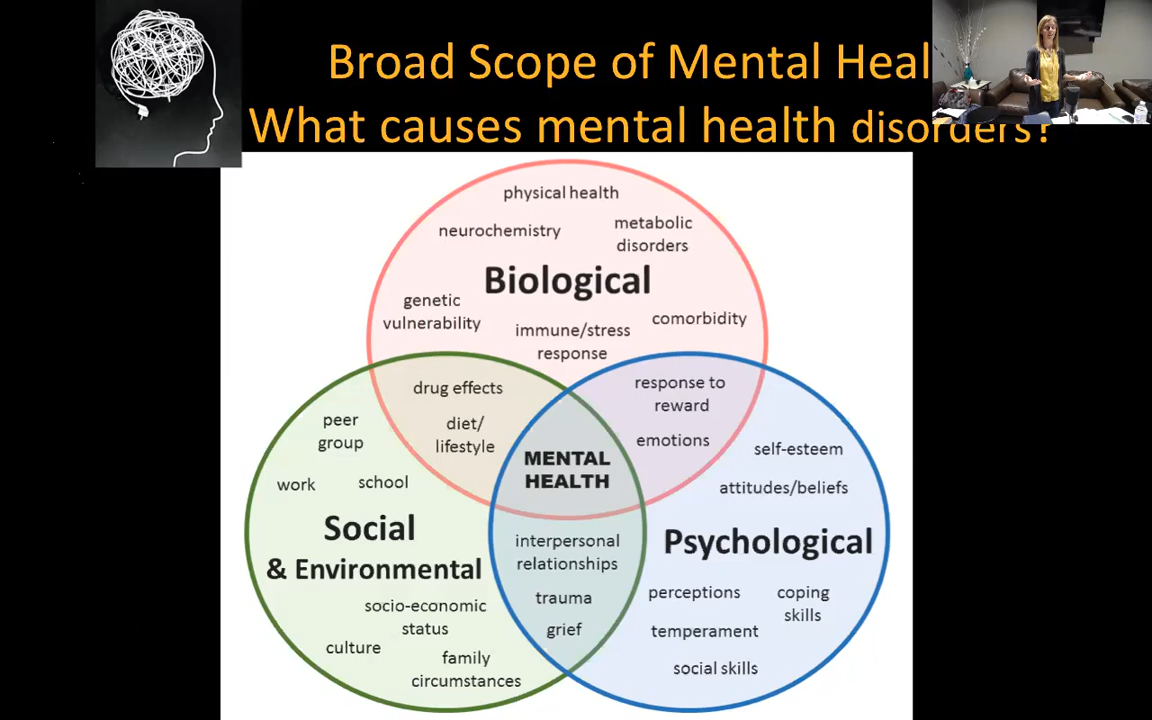 Broad Scope of Mental Heal
What causes mental health disorders?
physical health
neurochemistry
metabolic
disorders
Biological
genetic
vulnerability
immune/stress
response
comorbidity
drug effects
diet/
lifestyle
response to
reward
emotions
MENTAL
HEALTH
peer
group
work
school
Social
& Environmental
socio-economic
status
culture
family
circumstances
interpersonal
relationships
trauma
grief
self-esteem
attitudes/beliefs
Psychological
perceptions
coping
skills
temperament
social skills